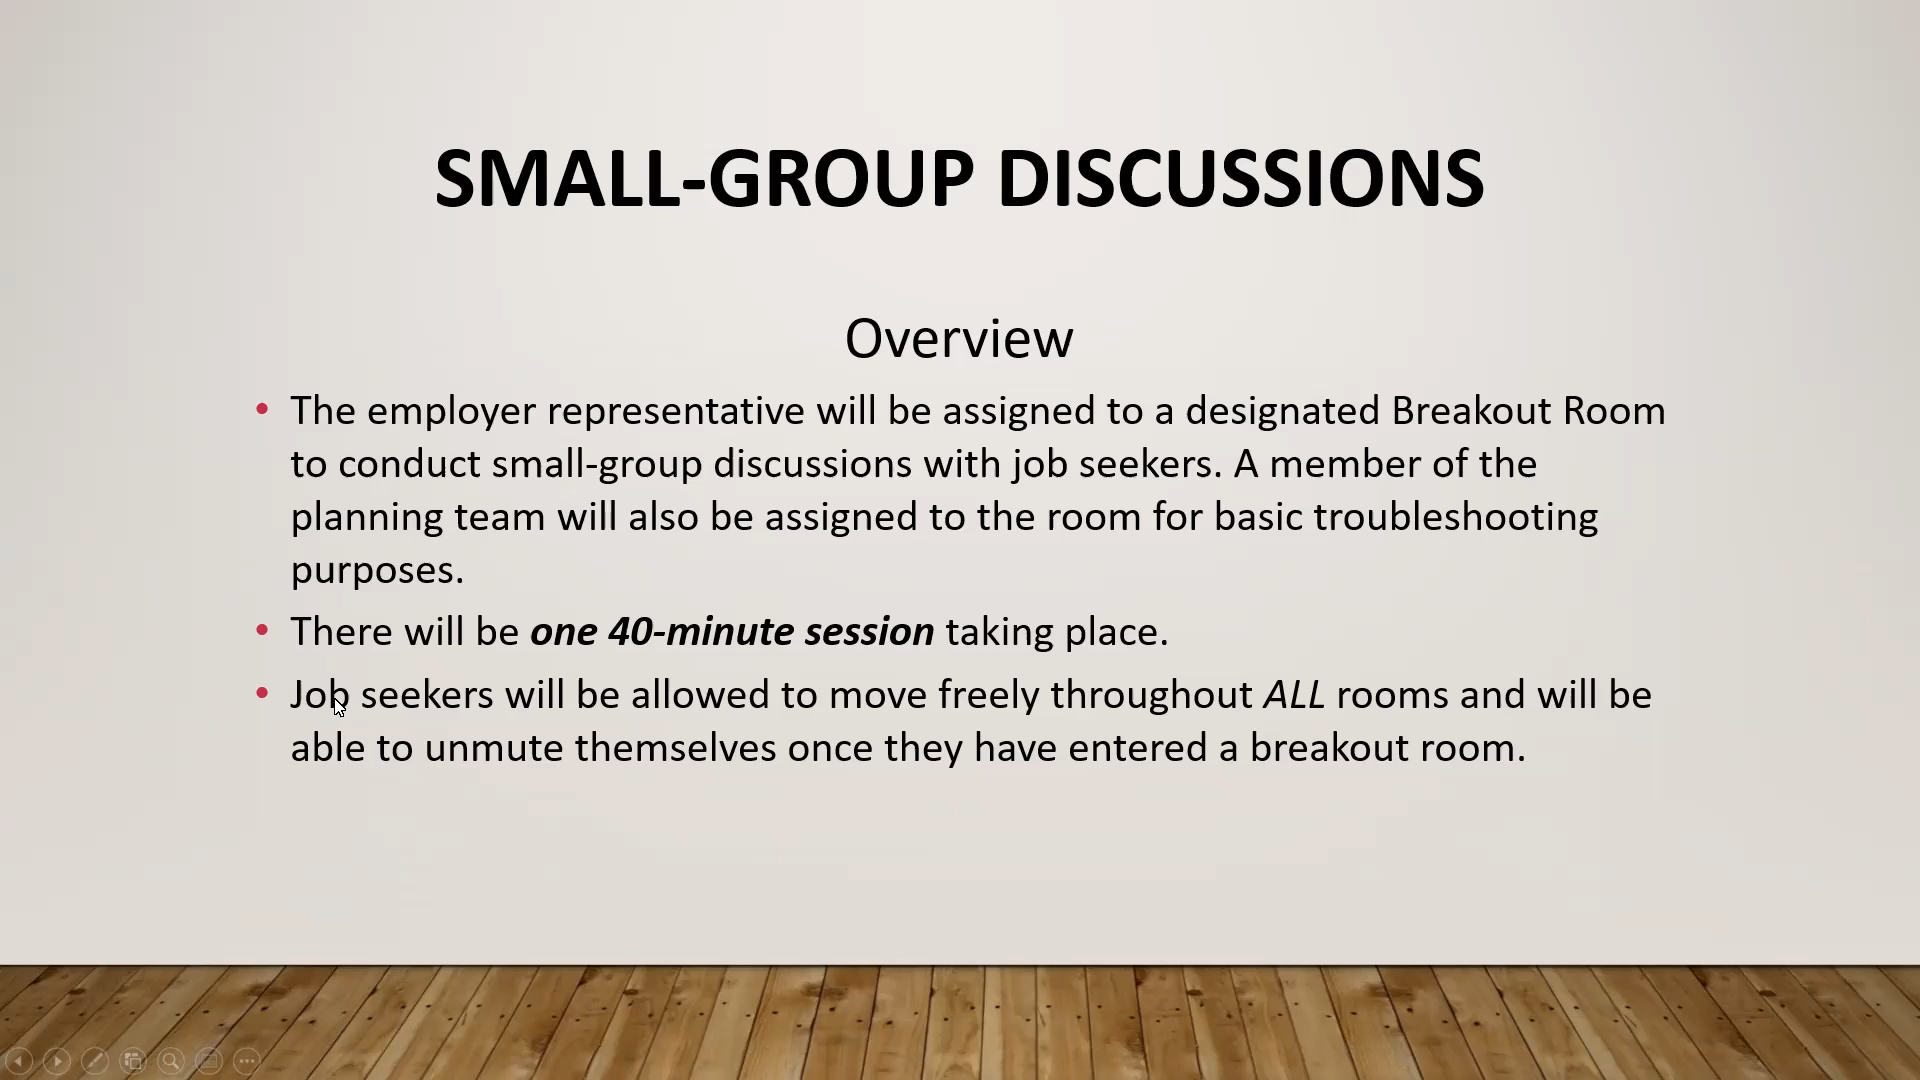 SMALL-GROUP DISCUSSIONS
Overview
• The employer representative will be assigned to a designated Breakout Room
to conduct small-group discussions with job seekers. A member of the
planning team will also be assigned to the room for basic troubleshooting
purposes.
• There will be one 40-minute session taking place.
• Job seekers will be allowed to move freely throughout ALL rooms and will be
able to unmute themselves once they have entered a breakout room.